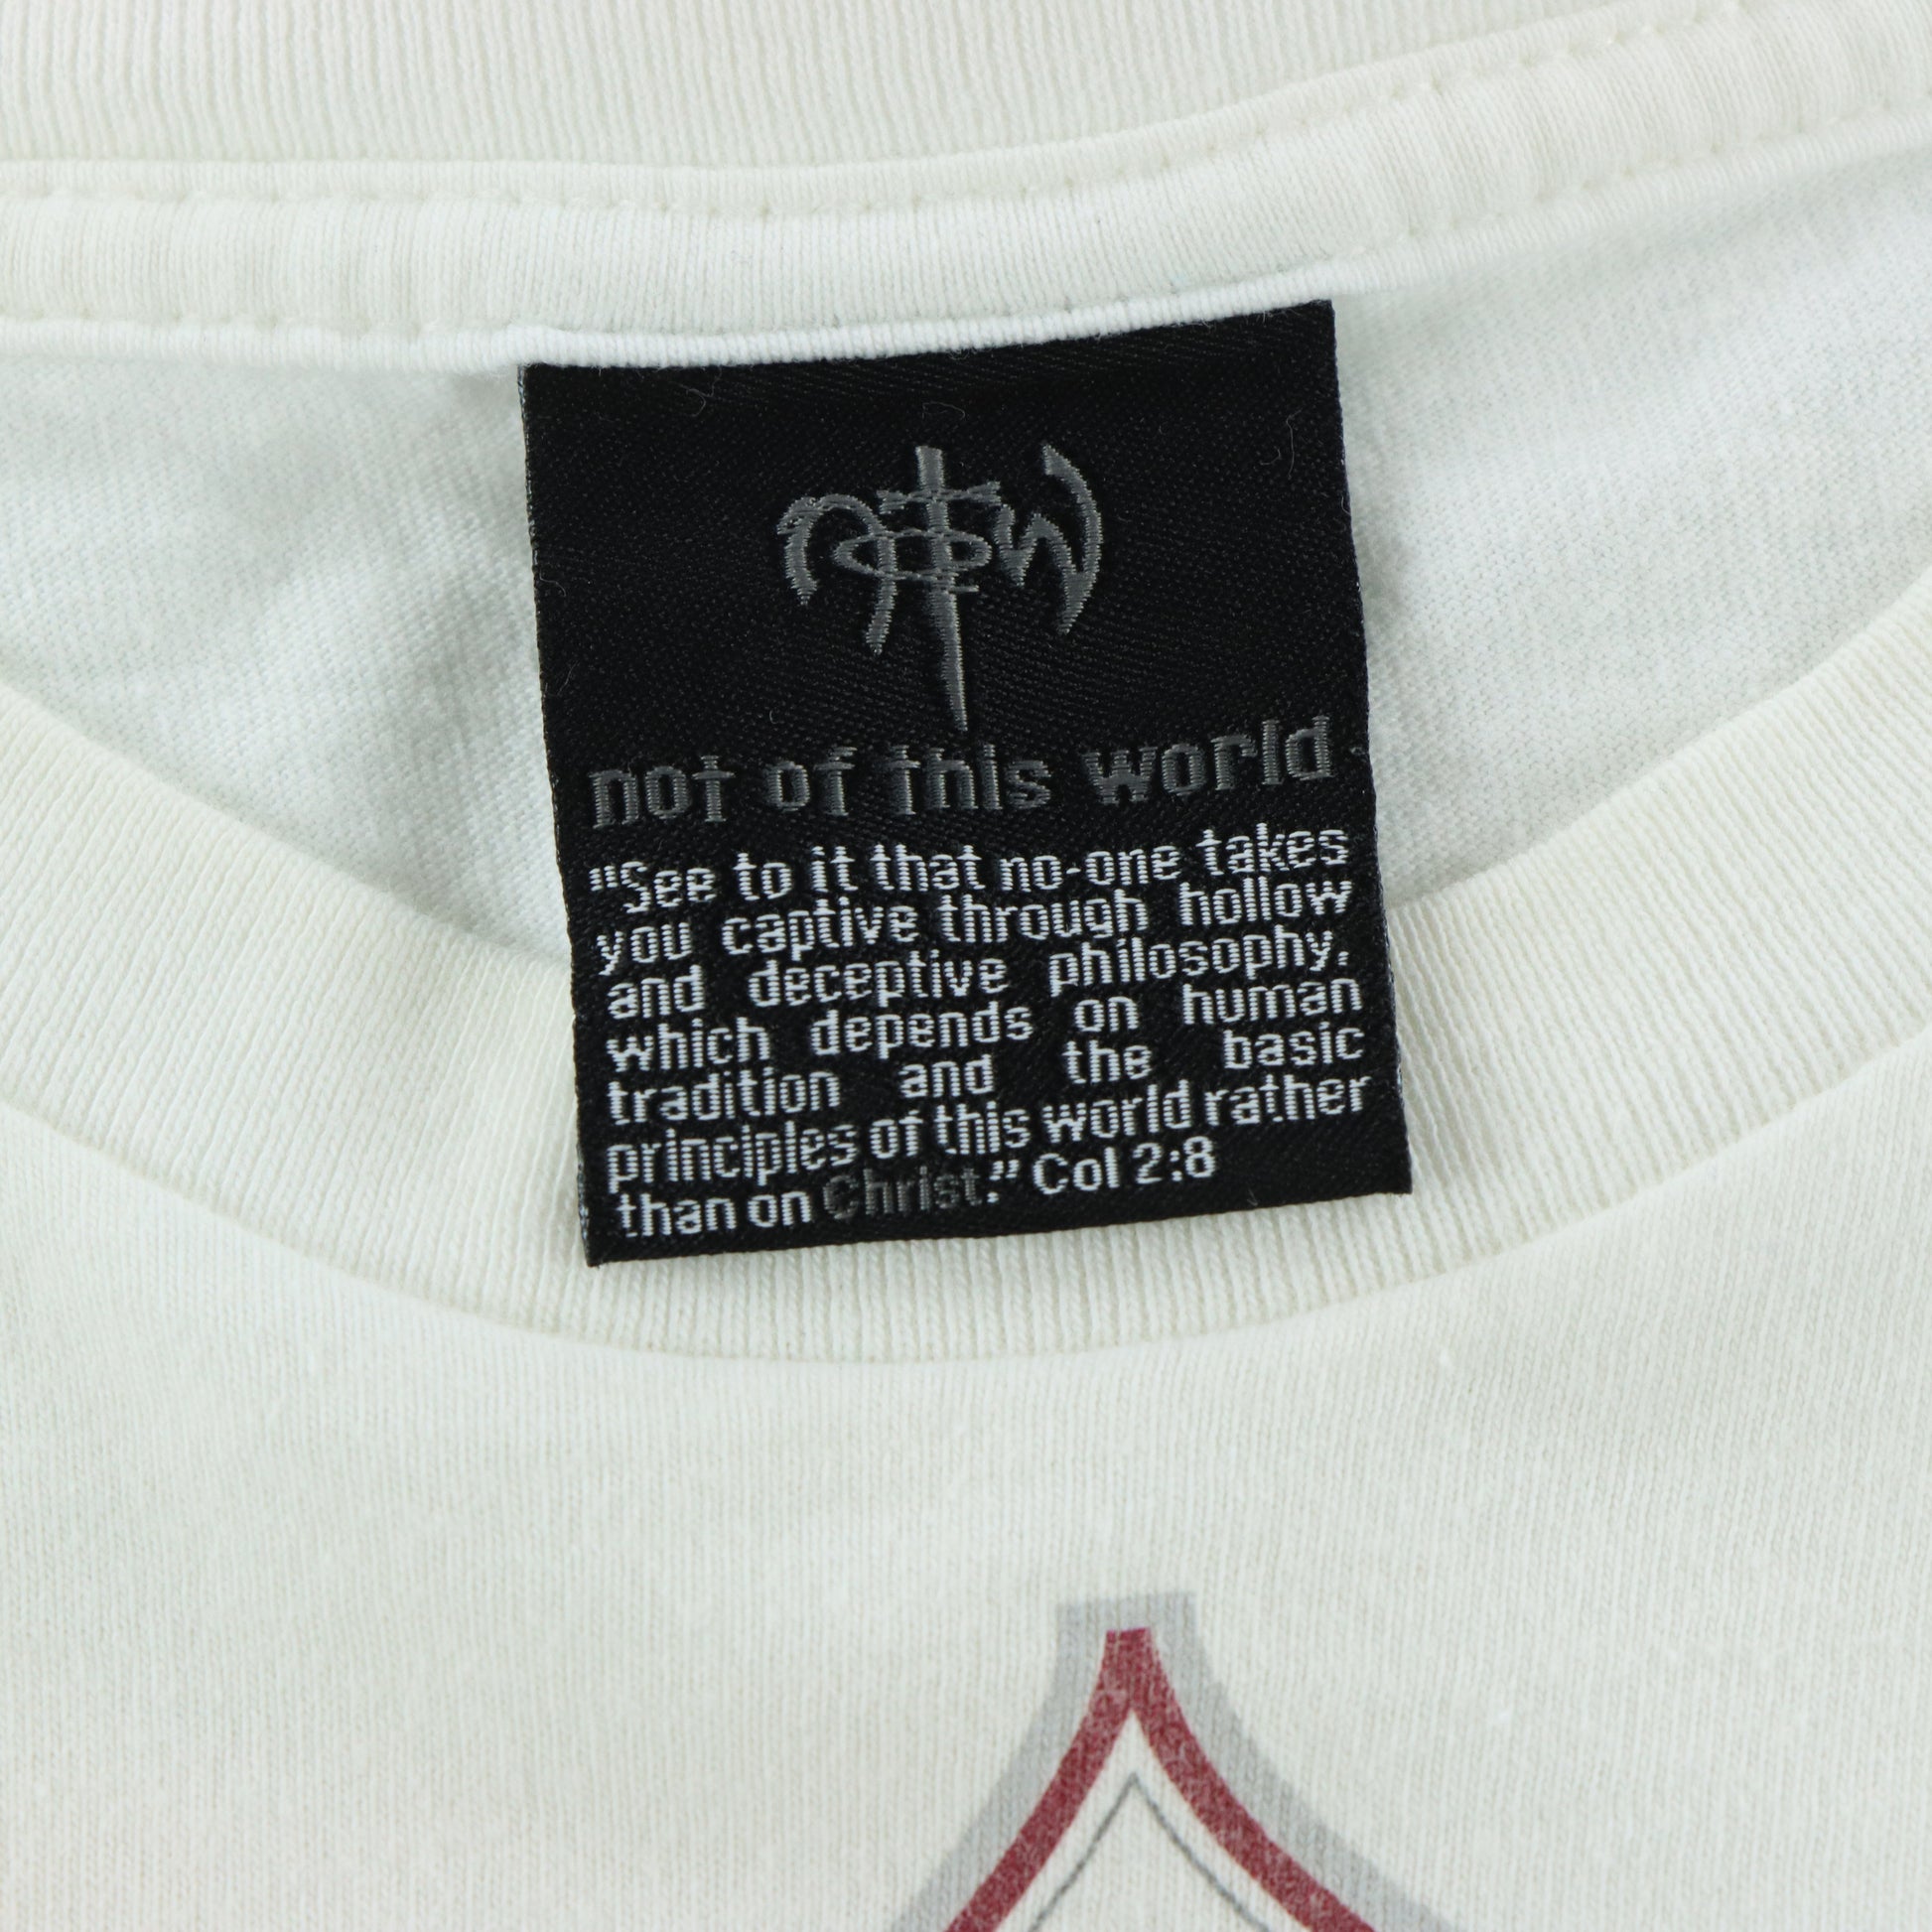 NOTW
not of this world
"See to it that no-one takes
you captive through hollow
and deceptive philosophy,
which depends on human
tradition and the basic
principles of this world rather
than on Christ." Col 2:8